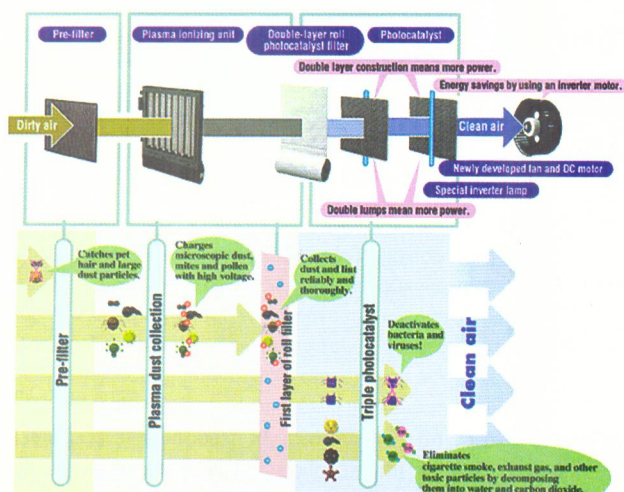 Pre-filter
Plasma ionizing unit
Double-layer roll
photocatalyst filter
Photocatalyst
Double layer construction means more power.
Energy savings by using an inverter motor.
Dirty air
Clean air
Newly developed fan and DC motor
Special inverter lamp
Double lumps mean more power.
Catches pet
hair and large
dust particles.
Charges
microscopic dust,
mites and pollen
with high voltage.
Collects
dust and lint
reliably and
thoroughly.
Deactivates
bacteria and
viruses!
Pre-filter
Plasma dust collection
First layer of roll filter
Triple photocatalyst
Clean air
Eliminates
cigarette smoke, exhaust gas, and other
toxic particles by decomposing
them into water and carbon dioxide.